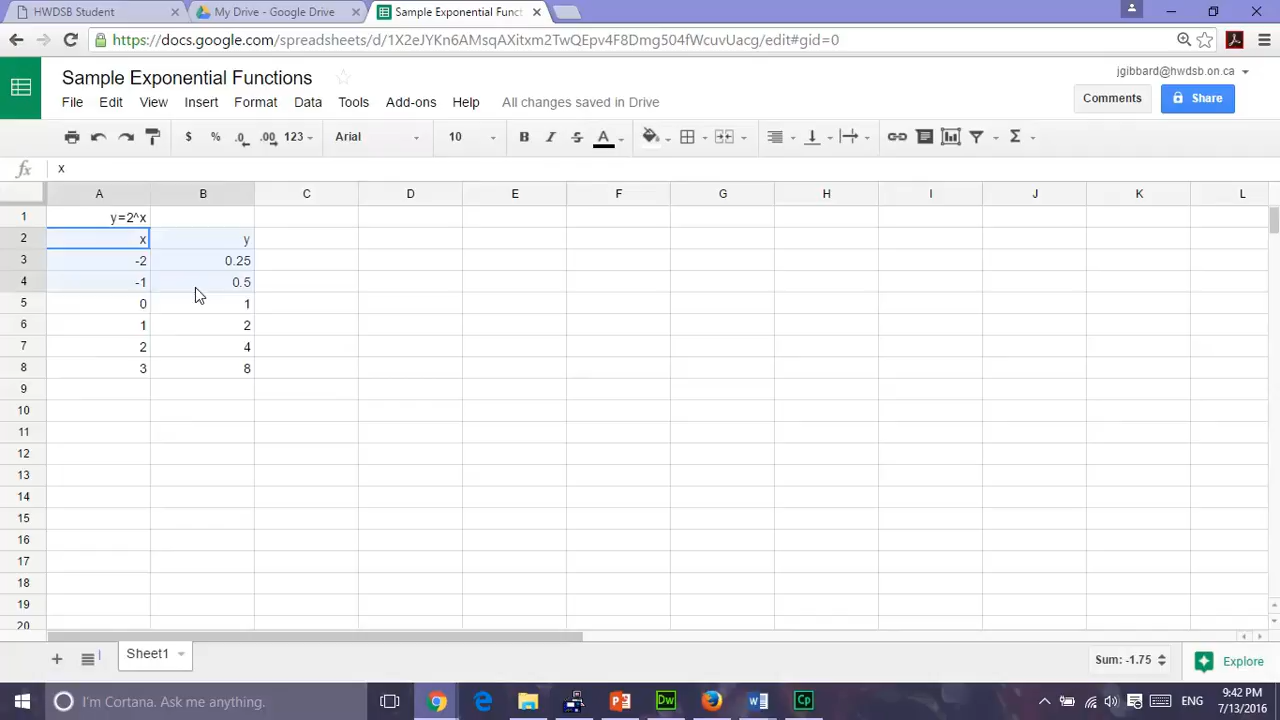 HWDSB Student
My Drive - Google Drive
Sample Exponential Funct
https://docs.google.com/spreadsheets/d/1X2eJYKn6AMsqAXitxm2TwQEpv4F8Dmg504fWcuvUacg/edit#gid=0
Sample Exponential Functions
jgibbard@hwdsb.on.ca
File Edit View Insert Format Data Tools Add-ons Help All changes saved in Drive
Comments Share
$ % .0 .00 123 Arial 10 B I S A Σ
fx x
A B C D E F G H I J K L
1 y=2^x
2 x y
3 -2 0.25
4 -1 0.5
5 0 1
6 1 2
7 2 4
8 3 8
9
10
11
12
13
14
15
16
17
18
19
20
+ Sheet1 Sum: -1.75 Explore
I'm Cortana. Ask me anything. Dw W Cp ENG
9:42 PM
7/13/2016